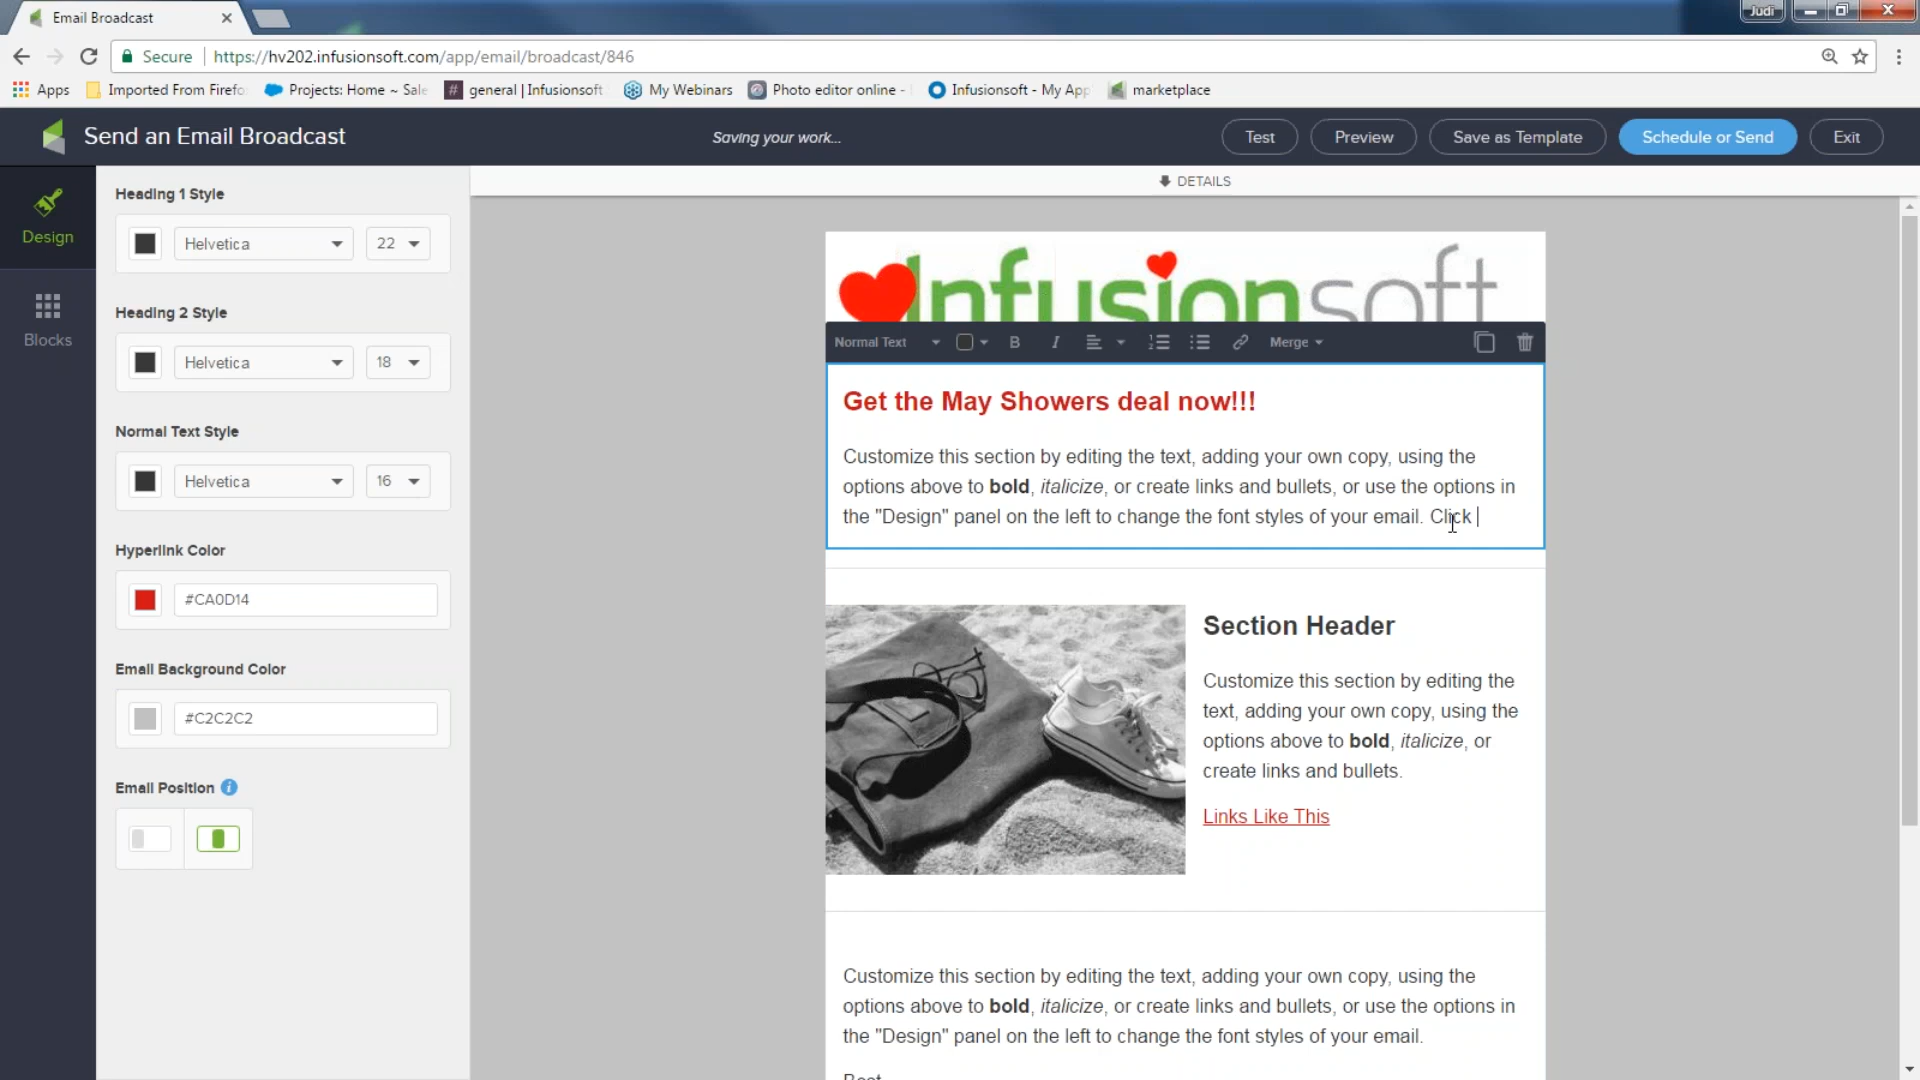 Email Broadcast
Judi
Secure
https://hv202.infusionsoft.com/app/email/broadcast/846
Apps
Imported From Firefo
Projects: Home ~ Sale
general | Infusionsoft
My Webinars
Photo editor online -
Infusionsoft - My App
marketplace
Send an Email Broadcast
Saving your work...
Test
Preview
Save as Template
Schedule or Send
Exit
DETAILS
Design
Blocks
Heading 1 Style
Helvetica
22
Heading 2 Style
Helvetica
18
Normal Text Style
Helvetica
16
Hyperlink Color
#CA0D14
Email Background Color
#C2C2C2
Email Position
Infusionsoft
Normal Text
B
I
Merge
Get the May Showers deal now!!!
Customize this section by editing the text, adding your own copy, using the
options above to bold, italicize, or create links and bullets, or use the options in
the "Design" panel on the left to change the font styles of your email. Click
Section Header
Customize this section by editing the
text, adding your own copy, using the
options above to bold, italicize, or
create links and bullets.
Links Like This
Customize this section by editing the text, adding your own copy, using the
options above to bold, italicize, or create links and bullets, or use the options in
the "Design" panel on the left to change the font styles of your email.